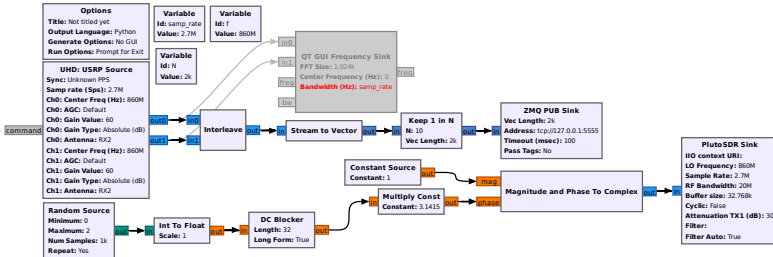 Options
Title: Not titled yet
Output Language: Python
Generate Options: No GUI
Run Options: Prompt for Exit
Variable
Id: samp_rate
Value: 2.7M
Variable
Id: f
Value: 860M
Variable
Id: N
Value: 2k
UHD: USRP Source
Sync: Unknown PPS
Samp rate (Sps): 2.7M
Ch0: Center Freq (Hz): 860M
Ch0: AGC: Default
Ch0: Gain Value: 60
Ch0: Gain Type: Absolute (dB)
Ch0: Antenna: RX2
Ch1: Center Freq (Hz): 860M
Ch1: AGC: Default
Ch1: Gain Value: 60
Ch1: Gain Type: Absolute (dB)
Ch1: Antenna: RX2
command
out0
out1
in0
in1
Interleave
out
in0
in1
freq
bw
QT GUI Frequency Sink
FFT Size: 1.024k
Center Frequency (Hz): 0
Bandwidth (Hz): samp_rate
freq
in
Stream to Vector
out
in
Keep 1 in N
N: 10
Vec Length: 2k
out
in
ZMQ PUB Sink
Vec Length: 2k
Address: tcp://127.0.0.1:5555
Timeout (msec): 100
Pass Tags: No
Random Source
Minimum: 0
Maximum: 2
Num Samples: 1k
Repeat: Yes
out
in
Int To Float
Scale: 1
out
in
DC Blocker
Length: 32
Long Form: True
out
Constant Source
Constant: 1
out
in
Multiply Const
Constant: 3.1415
out
mag
phase
Magnitude and Phase To Complex
out
in
PlutoSDR Sink
IIO context URI:
LO Frequency: 860M
Sample Rate: 2.7M
RF Bandwidth: 20M
Buffer size: 32.768k
Cyclic: False
Attenuation TX1 (dB): 30
Filter:
Filter Auto: True